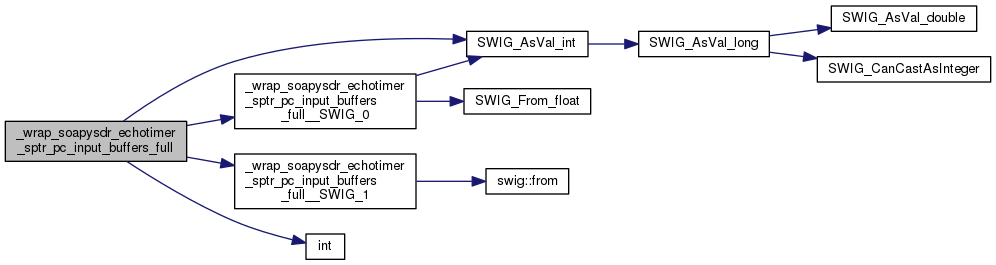 _wrap_soapysdr_echotimer
_sptr_pc_input_buffers_full
_wrap_soapysdr_echotimer
_sptr_pc_input_buffers
_full__SWIG_0
_wrap_soapysdr_echotimer
_sptr_pc_input_buffers
_full__SWIG_1
int
SWIG_AsVal_int
SWIG_From_float
swig::from
SWIG_AsVal_long
SWIG_AsVal_double
SWIG_CanCastAsInteger